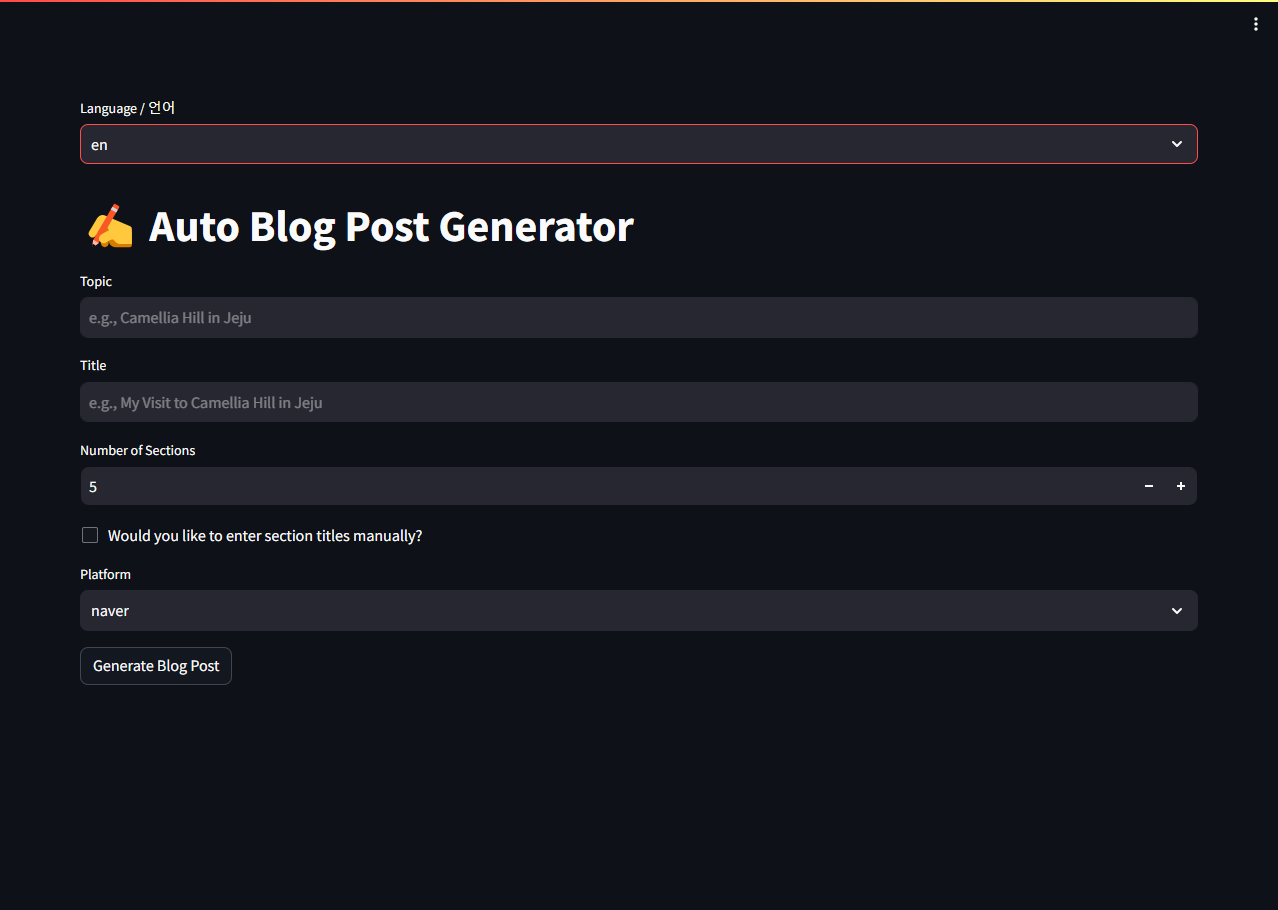 Language / 언어
en
✍️ Auto Blog Post Generator
Topic
e.g., Camellia Hill in Jeju
Title
e.g., My Visit to Camellia Hill in Jeju
Number of Sections
5
Would you like to enter section titles manually?
Platform
naver
Generate Blog Post